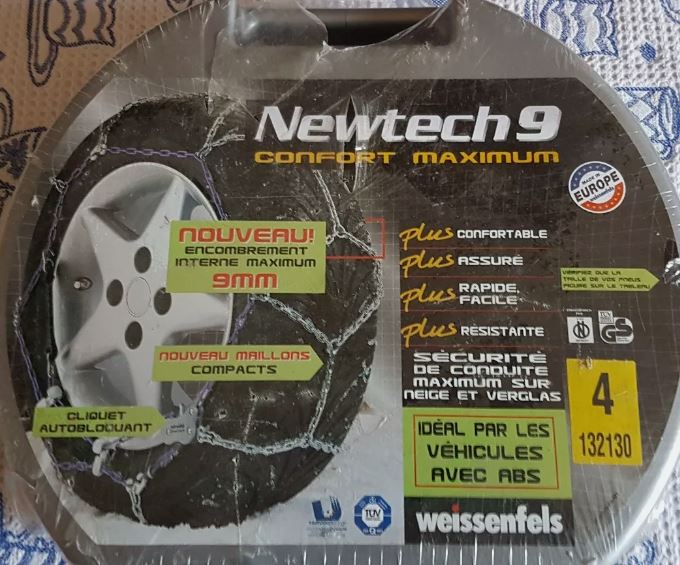 Newtech 9
CONFORT MAXIMUM
MADE IN
EUROPE
weissenfels
NOUVEAU!
ENCOMBREMENT
INTERNE MAXIMUM
9MM
plus CONFORTABLE
plus ASSURÉ
plus RAPIDE,
FACILE
plus RÉSISTANTE
VÉRIFIEZ QUE LA
TAILLE DE VOS PNEUS
FIGURE SUR LE TABLEAU
GS
NOUVEAU MAILLONS
COMPACTS
SÉCURITÉ
DE CONDUITE
MAXIMUM SUR
NEIGE ET VERGLAS
4
132130
CLIQUET
AUTOBLOQUANT
IDÉAL PAR LES
VÉHICULES
AVEC ABS
TÜV
weissenfels